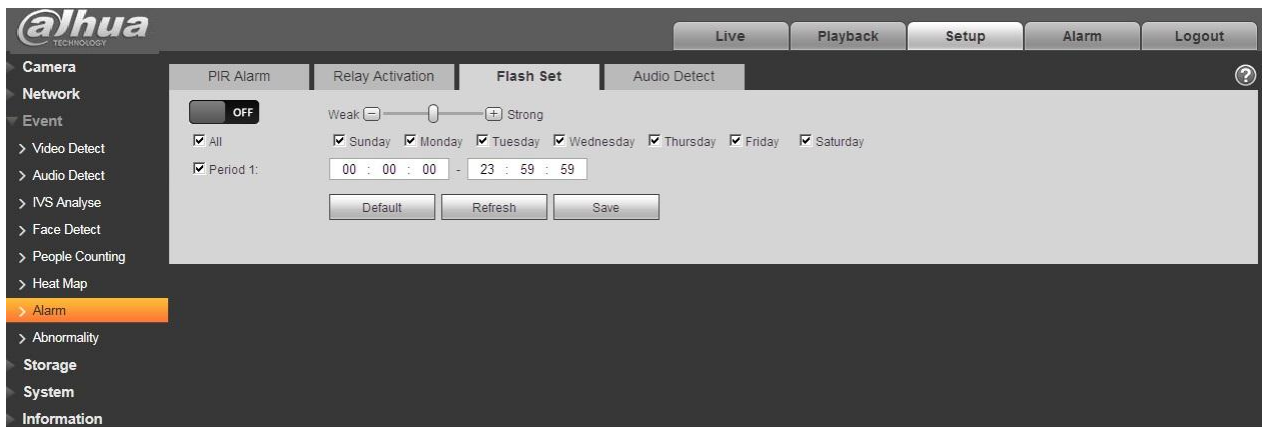 alhua
TECHNOLOGY
Live Playback Setup Alarm Logout
Camera
Network
Event
Video Detect
Audio Detect
IVS Analyse
Face Detect
People Counting
Heat Map
Alarm
Abnormality
Storage
System
Information
PIR Alarm Relay Activation Flash Set Audio Detect ?
OFF Weak - + Strong
All Sunday Monday Tuesday Wednesday Thursday Friday Saturday
Period 1: 00 : 00 : 00 - 23 : 59 : 59
Default Refresh Save